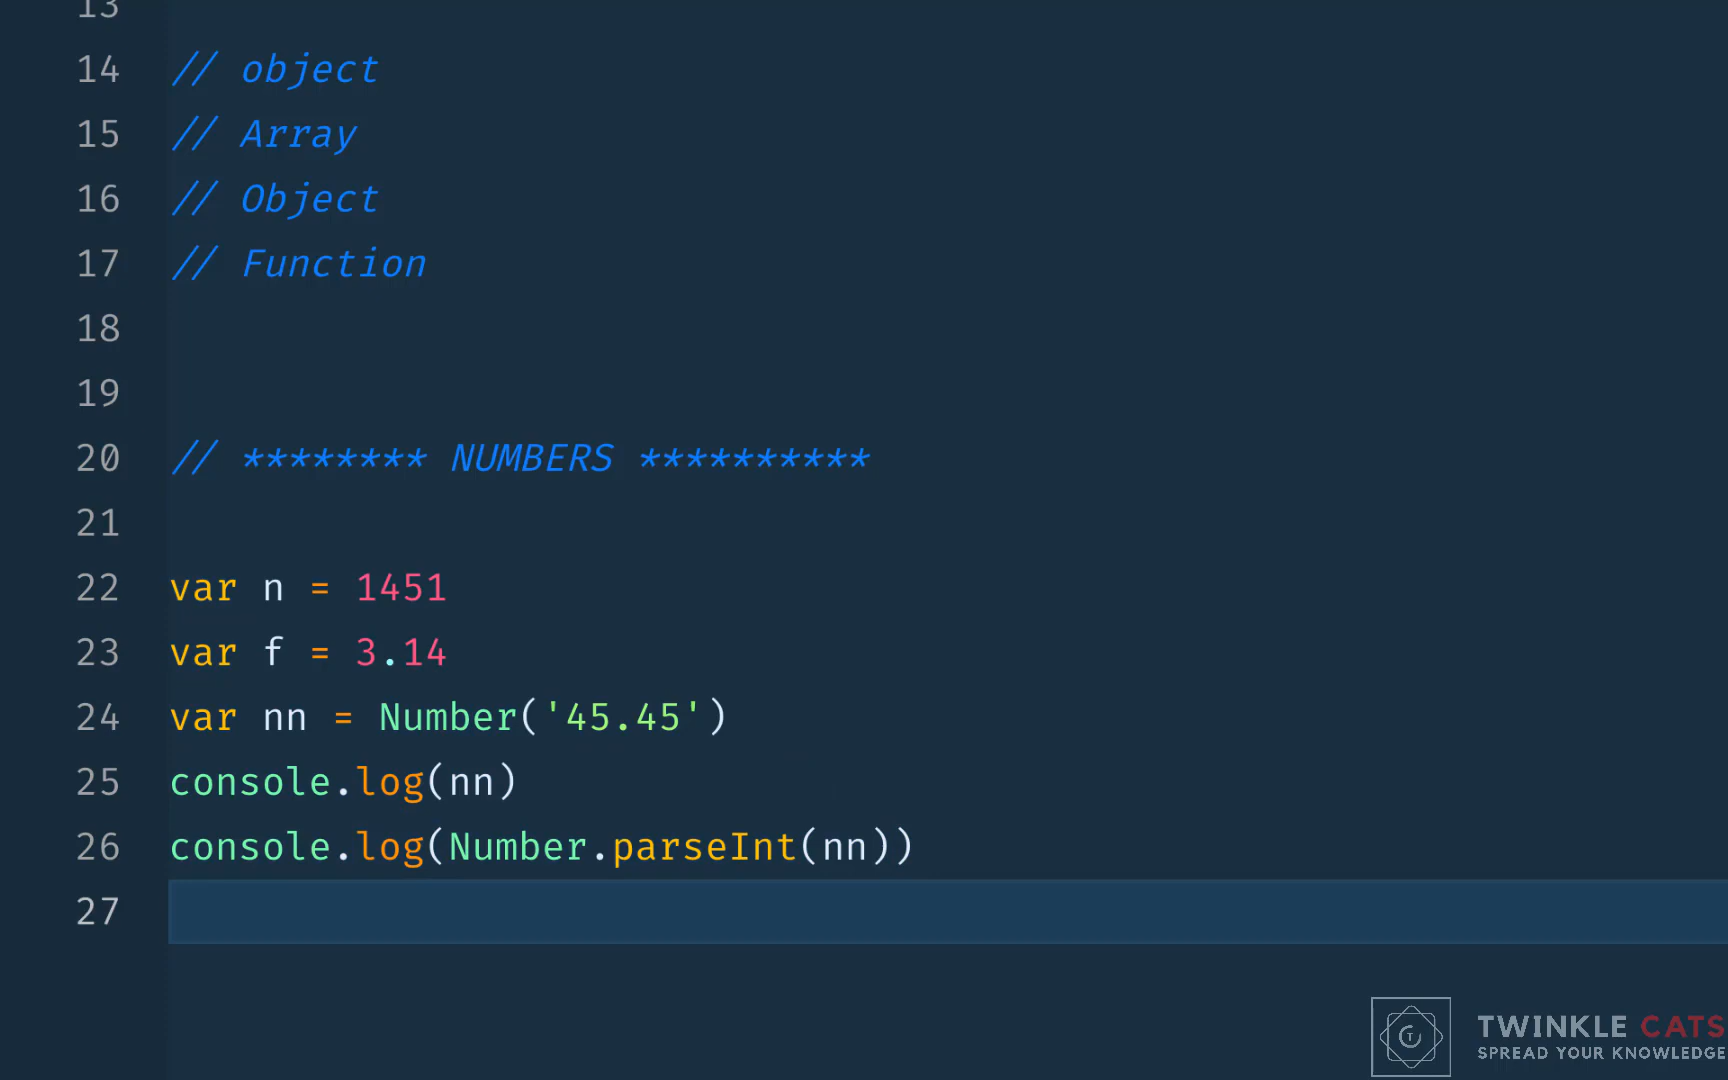 13
14 // object
15 // Array
16 // Object
17 // Function
18
19
20 // ******** NUMBERS **********
21
22 var n = 1451
23 var f = 3.14
24 var nn = Number('45.45')
25 console.log(nn)
26 console.log(Number.parseInt(nn))
27
TWINKLE CATS
SPREAD YOUR KNOWLEDGE